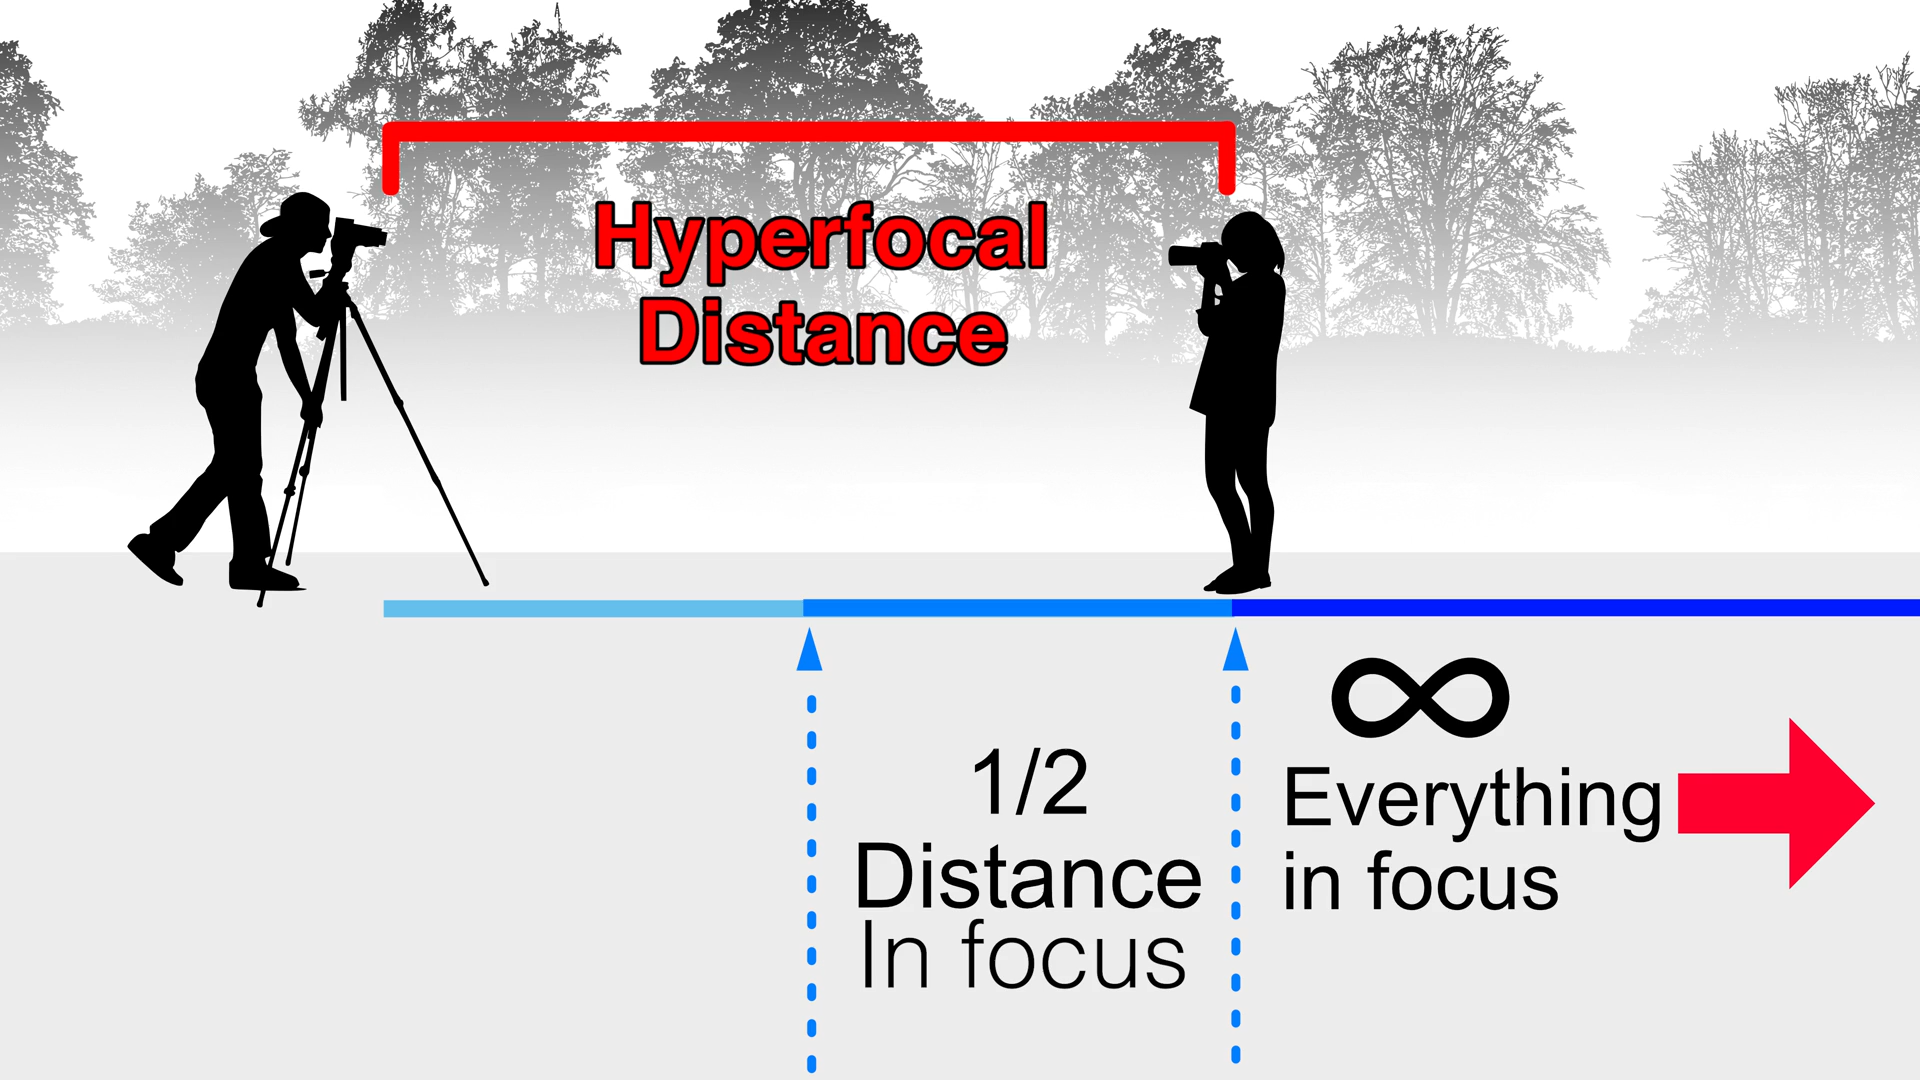 Hyperfocal
Distance
1/2
Distance
In focus
∞
Everything
in focus